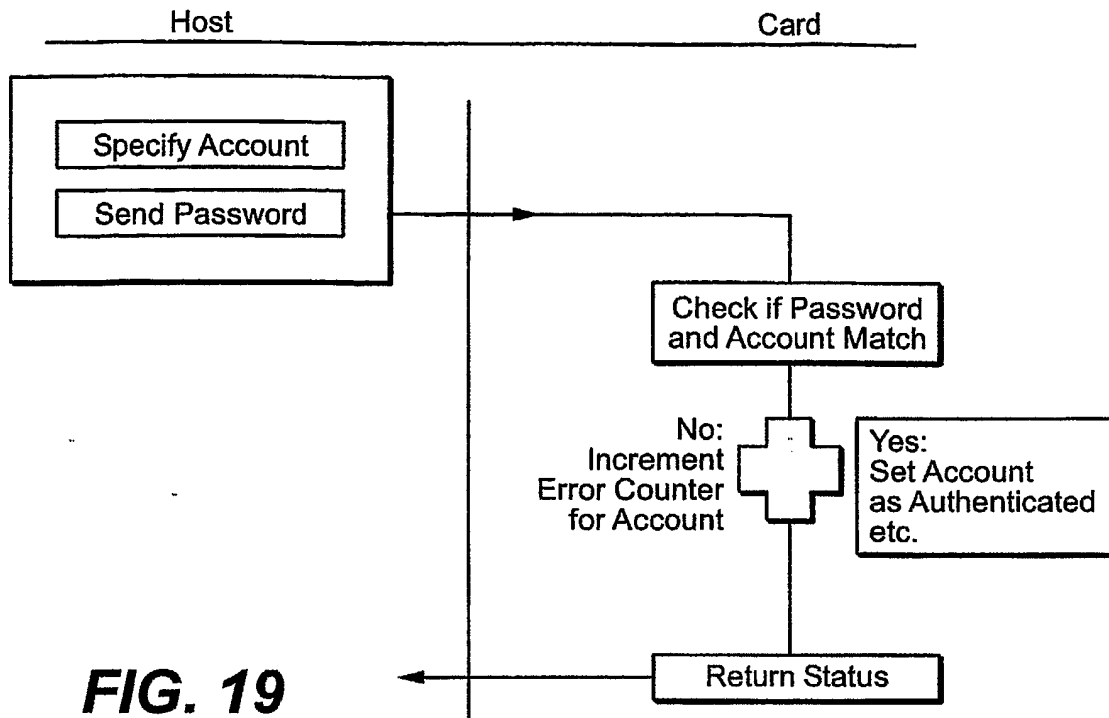 Host
Card
Specify Account
Send Password
Check if Password
and Account Match
No:
Increment
Error Counter
for Account
Yes:
Set Account
as Authenticated
etc.
Return Status
FIG. 19